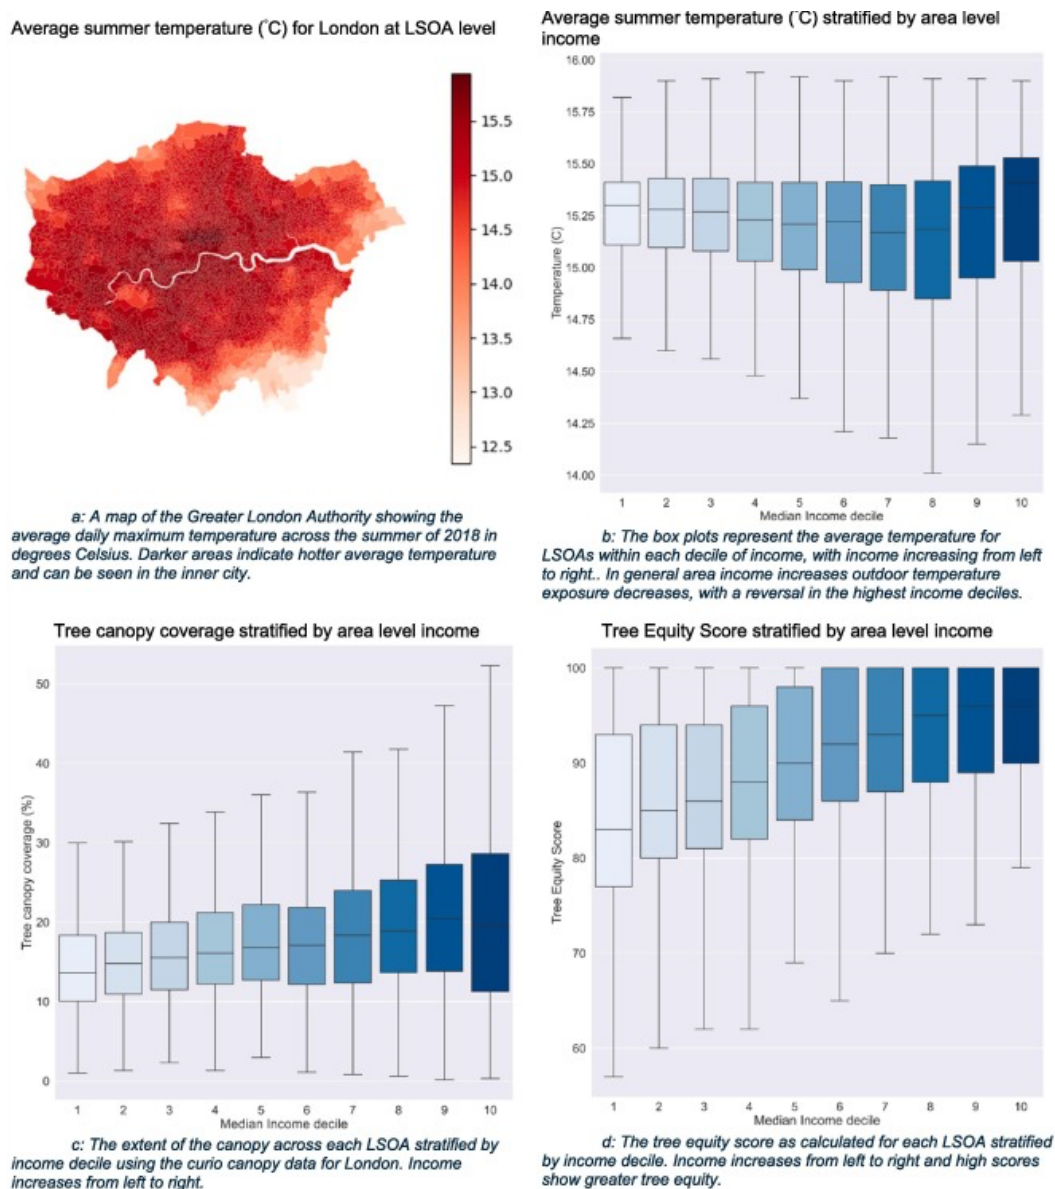 Average summer temperature (°C) for London at LSOA level
15.5
15.0
14.5
14.0
13.5
13.0
12.5
a: A map of the Greater London Authority showing the
average daily maximum temperature across the summer of 2018 in
degrees Celsius. Darker areas indicate hotter average temperature
and can be seen in the inner city.
Average summer temperature (°C) stratified by area level
income
16.00
15.75
15.50
15.25
15.00
14.75
14.50
14.25
14.00
Temperature (C)
1 2 3 4 5 6 7 8 9 10
Median Income decile
b: The box plots represent the average temperature for
LSOAs within each decile of income, with income increasing from left
to right.. In general area income increases outdoor temperature
exposure decreases, with a reversal in the highest income deciles.
Tree canopy coverage stratified by area level income
50
40
30
20
10
0
Tree canopy coverage (%)
1 2 3 4 5 6 7 8 9 10
Median Income decile
c: The extent of the canopy across each LSOA stratified by
income decile using the curio canopy data for London. Income
increases from left to right.
Tree Equity Score stratified by area level income
100
90
80
70
60
Tree Equity Score
1 2 3 4 5 6 7 8 9 10
Median Income decile
d: The tree equity score as calculated for each LSOA stratified
by income decile. Income increases from left to right and high scores
show greater tree equity.